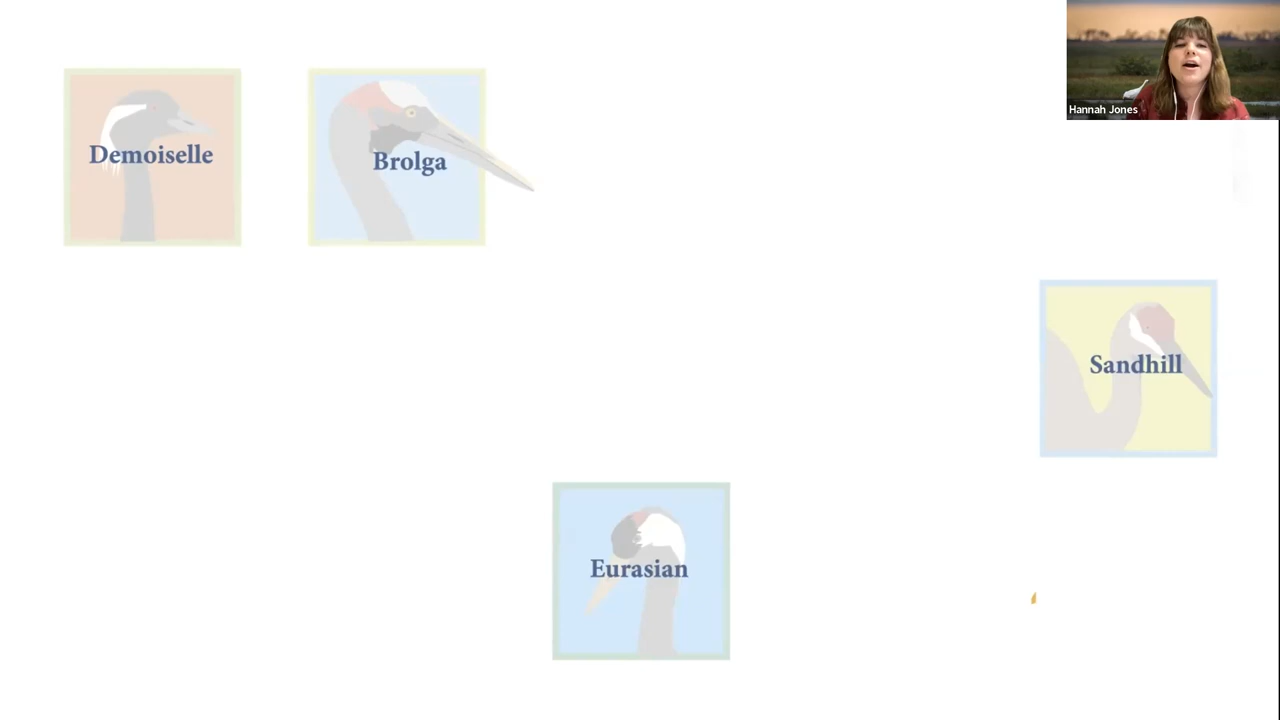 Hannah Jones
Demoiselle
Brolga
Sandhill
Eurasian